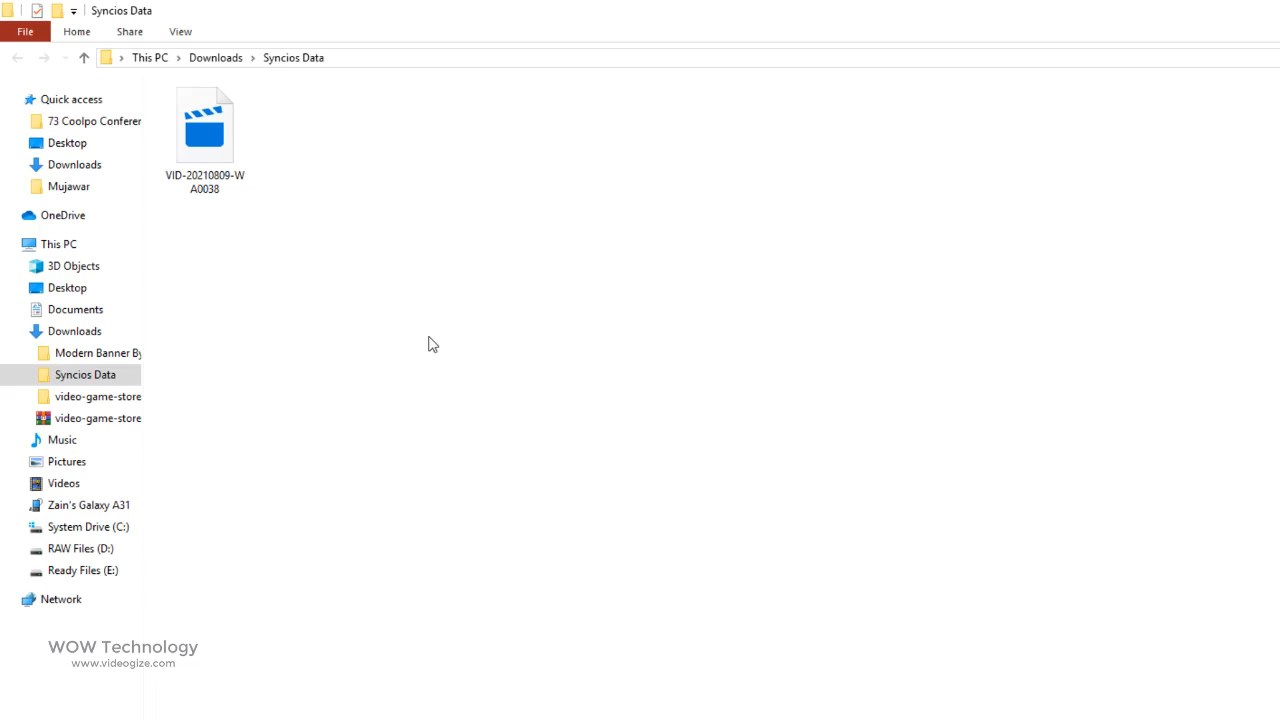 Syncios Data
File Home Share View
This PC Downloads Syncios Data
Quick access
73 Coolpo Conferer
Desktop
Downloads
Mujawar
OneDrive
This PC
3D Objects
Desktop
Documents
Downloads
Modern Banner By
Syncios Data
video-game-store
video-game-store
Music
Pictures
Videos
Zain's Galaxy A31
System Drive (C:)
RAW Files (D:)
Ready Files (E:)
Network
VID-20210809-W
A0038
WOW Technology
www.videogize.com